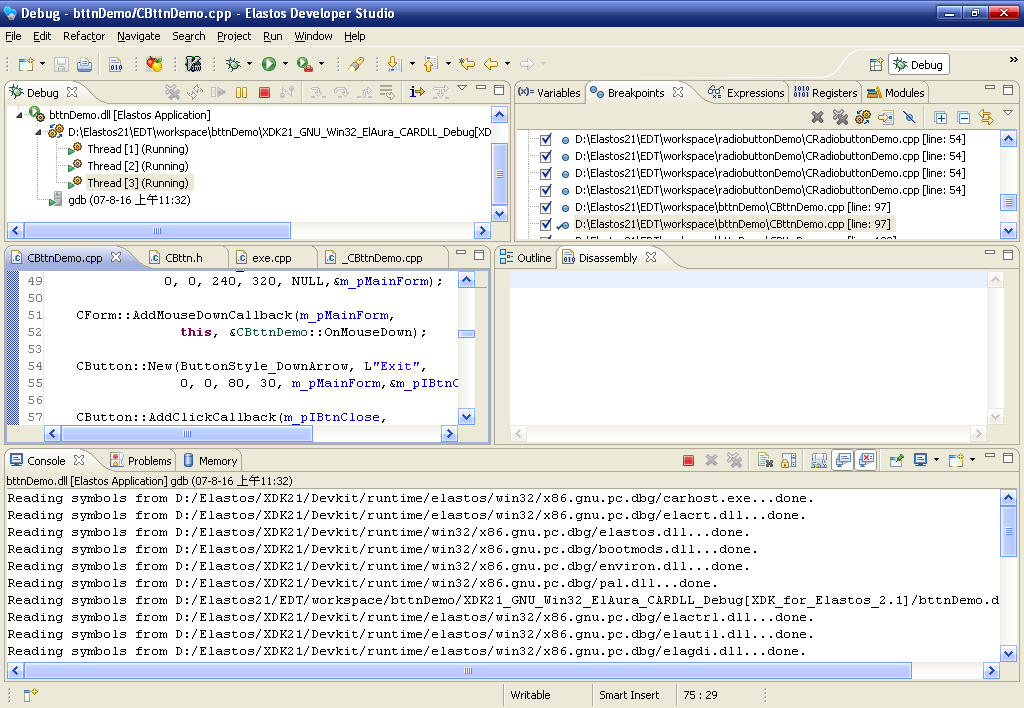 Debug - bttnDemo/CBttnDemo.cpp - Elastos Developer Studio
File Edit Refactor Navigate Search Project Run Window Help
Debug
Debug
bttnDemo.dll [Elastos Application]
D:\Elastos21\EDT\workspace\bttnDemo\XDK21_GNU_Win32_ElAura_CARDLL_Debug[XD
Thread [1] (Running)
Thread [2] (Running)
Thread [3] (Running)
gdb (07-8-16 上午11:32)
(x)= Variables Breakpoints Expressions Registers Modules
D:\Elastos21\EDT\workspace\radiobuttonDemo\CRadiobuttonDemo.cpp [line: 54]
D:\Elastos21\EDT\workspace\radiobuttonDemo\CRadiobuttonDemo.cpp [line: 54]
D:\Elastos21\EDT\workspace\radiobuttonDemo\CRadiobuttonDemo.cpp [line: 54]
D:\Elastos21\EDT\workspace\radiobuttonDemo\CRadiobuttonDemo.cpp [line: 54]
D:\Elastos21\EDT\workspace\bttnDemo\CBttnDemo.cpp [line: 97]
D:\Elastos21\EDT\workspace\bttnDemo\CBttnDemo.cpp [line: 97]
CBttnDemo.cpp CBttn.h exe.cpp _CBttnDemo.cpp
49 0, 0, 240, 320, NULL,&m_pMainForm);
50
51 CForm::AddMouseDownCallback(m_pMainForm,
52 this, &CBttnDemo::OnMouseDown);
53
54 CButton::New(ButtonStyle_DownArrow, L"Exit",
55 0, 0, 80, 30, m_pMainForm,&m_pIBtnC
56
57 CButton::AddClickCallback(m_pIBtnClose,
Outline Disassembly
Console Problems Memory
bttnDemo.dll [Elastos Application] gdb (07-8-16 上午11:32)
Reading symbols from D:/Elastos/XDK21/Devkit/runtime/elastos/win32/x86.gnu.pc.dbg/carhost.exe...done.
Reading symbols from D:/Elastos/XDK21/Devkit/runtime/elastos/win32/x86.gnu.pc.dbg/elacrt.dll...done.
Reading symbols from D:/Elastos/XDK21/Devkit/runtime/elastos/win32/x86.gnu.pc.dbg/elastos.dll...done.
Reading symbols from D:/Elastos/XDK21/Devkit/runtime/elastos/win32/x86.gnu.pc.dbg/bootmods.dll...done.
Reading symbols from D:/Elastos/XDK21/Devkit/runtime/elastos/win32/x86.gnu.pc.dbg/environ.dll...done.
Reading symbols from D:/Elastos/XDK21/Devkit/runtime/elastos/win32/x86.gnu.pc.dbg/pal.dll...done.
Reading symbols from D:/Elastos21/EDT/workspace/bttnDemo/XDK21_GNU_Win32_ElAura_CARDLL_Debug[XDK_for_Elastos_2.1]/bttnDemo.d
Reading symbols from D:/Elastos/XDK21/Devkit/runtime/elastos/win32/x86.gnu.pc.dbg/elactrl.dll...done.
Reading symbols from D:/Elastos/XDK21/Devkit/runtime/elastos/win32/x86.gnu.pc.dbg/elautil.dll...done.
Reading symbols from D:/Elastos/XDK21/Devkit/runtime/elastos/win32/x86.gnu.pc.dbg/elagdi.dll...done.
Writable Smart Insert 75 : 29